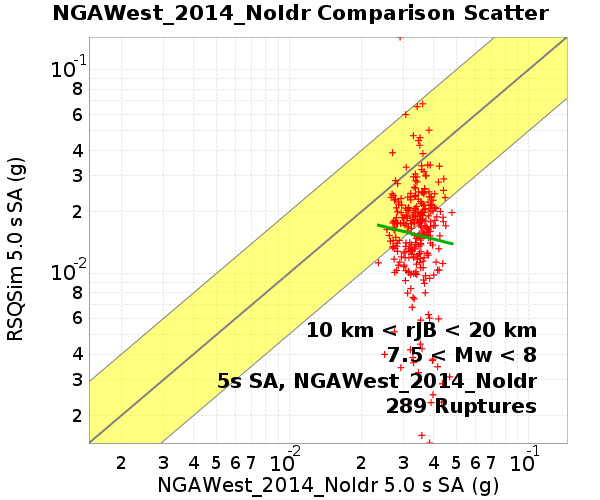 NGAWest_2014_NoIdr Comparison Scatter
RSQSim 5.0 s SA (g)
10-1
8
6
4
3
2
10-2
8
6
4
3
2
10 km < rJB < 20 km
7.5 < Mw < 8
5s SA, NGAWest_2014_NoIdr
289 Ruptures
2 3 4 5 6 7 10-2 2 3 4 5 6 7 10-1
NGAWest_2014_NoIdr 5.0 s SA (g)